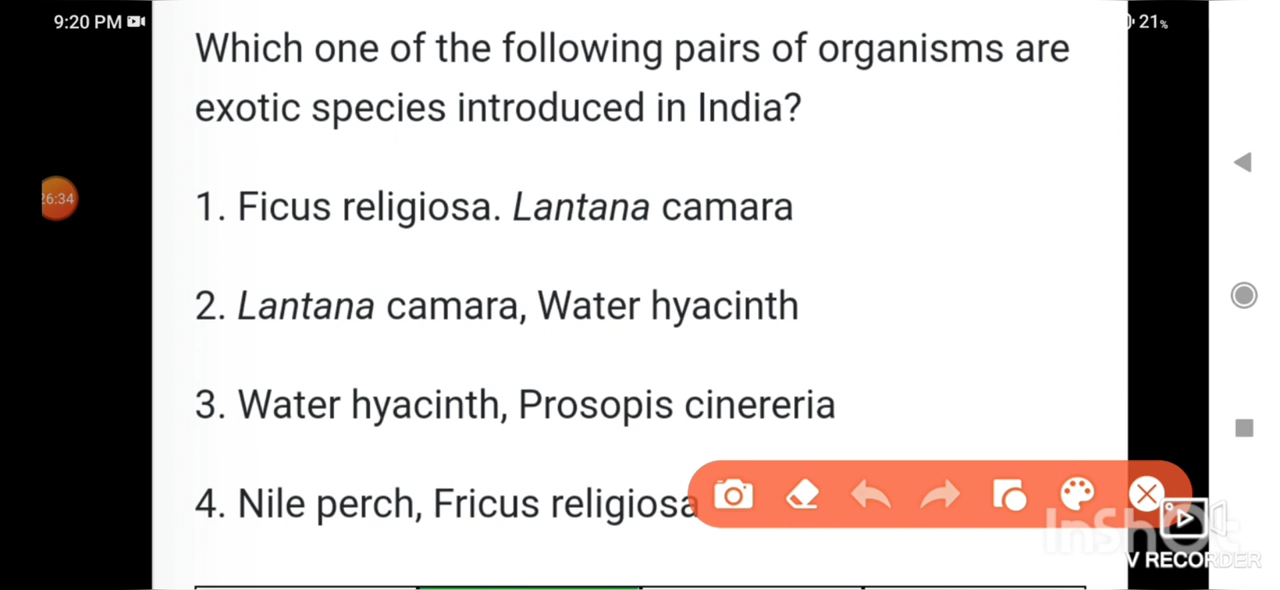 9:20 PM
21%
Which one of the following pairs of organisms are
exotic species introduced in India?
26:34
1. Ficus religiosa. Lantana camara
2. Lantana camara, Water hyacinth
3. Water hyacinth, Prosopis cinereria
4. Nile perch, Fricus religiosa
InShot
V RECORDER